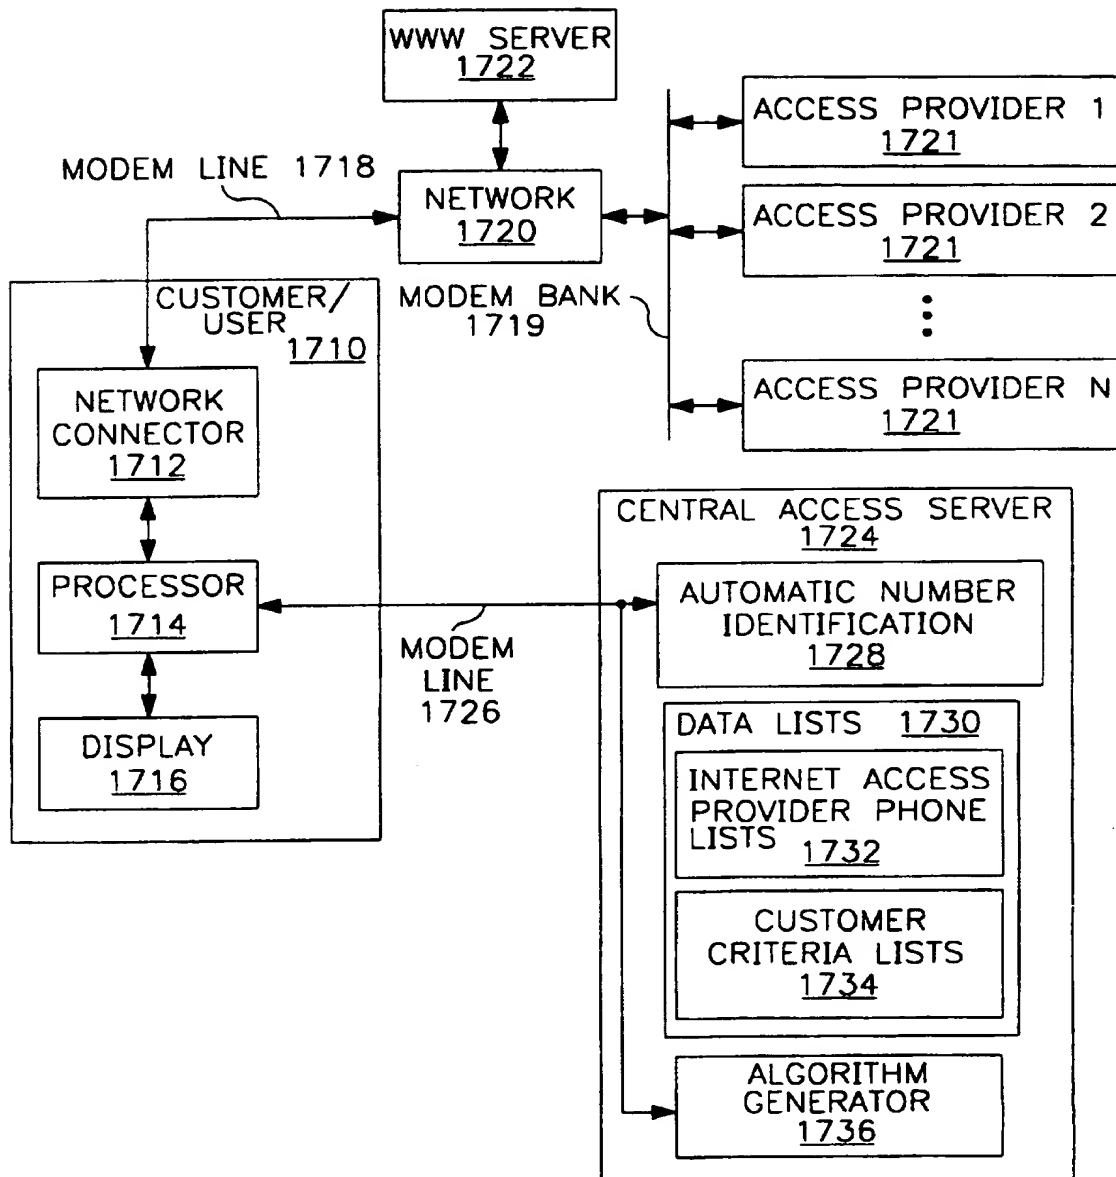 WWW SERVER
1722
MODEM LINE 1718
NETWORK
1720
ACCESS PROVIDER 1
1721
ACCESS PROVIDER 2
1721
ACCESS PROVIDER N
1721
MODEM BANK
1719
CUSTOMER/
USER
1710
NETWORK
CONNECTOR
1712
PROCESSOR
1714
DISPLAY
1716
MODEM
LINE
1726
CENTRAL ACCESS SERVER
1724
AUTOMATIC NUMBER
IDENTIFICATION
1728
DATA LISTS 1730
INTERNET ACCESS
PROVIDER PHONE
LISTS 1732
CUSTOMER
CRITERIA LISTS
1734
ALGORITHM
GENERATOR
1736